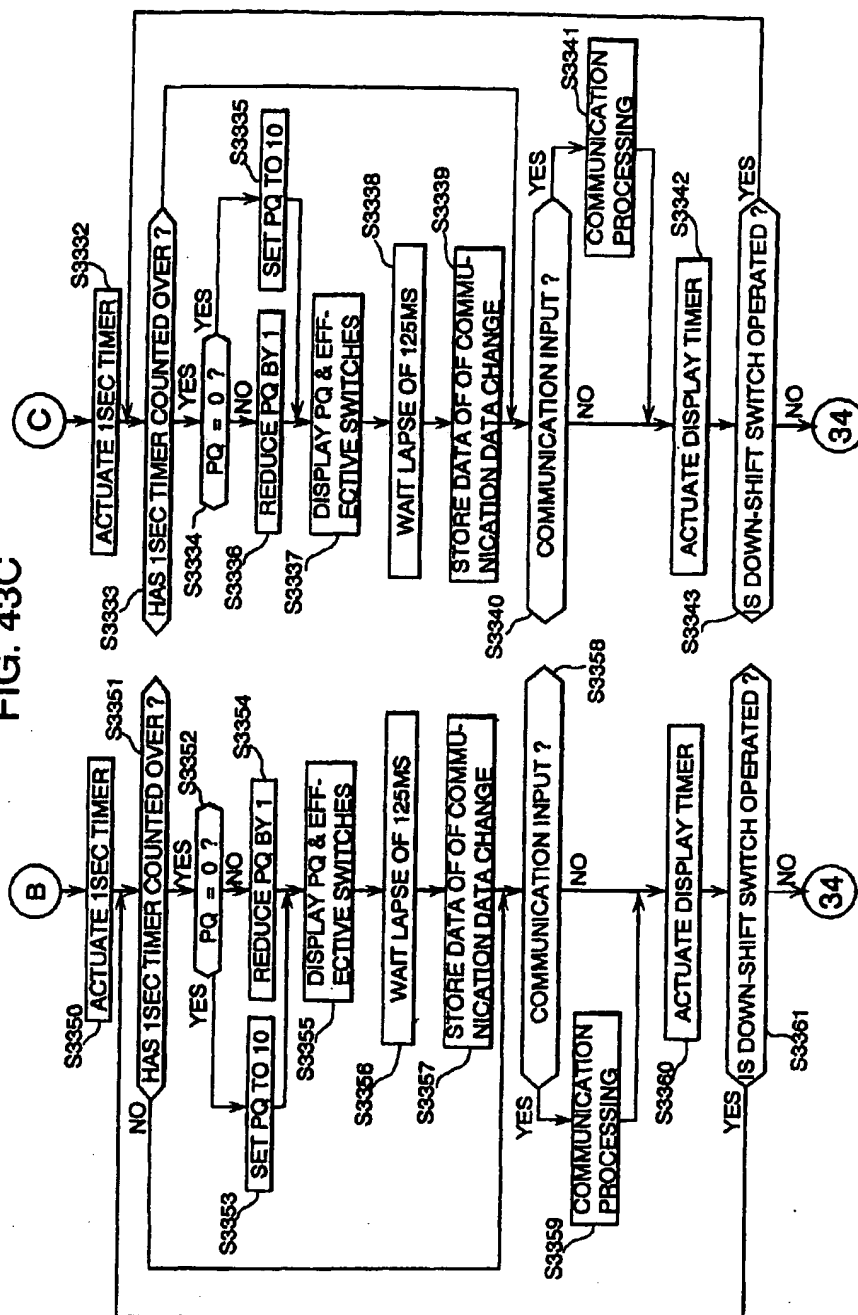 FIG. 43C
B
S3350
ACTUATE 1SEC TIMER
S3351
HAS 1SEC TIMER COUNTED OVER ?
NO
YES
S3352
PQ = 0 ?
YES
NO
S3353
SET PQ TO 10
S3354
REDUCE PQ BY 1
S3355
DISPLAY PQ & EFF-
ECTIVE SWITCHES
S3356
WAIT LAPSE OF 125MS
S3357
STORE DATA OF OF COMMU-
NICATION DATA CHANGE
S3358
COMMUNICATION INPUT ?
YES
NO
S3359
COMMUNICATION
PROCESSING
S3360
ACTUATE DISPLAY TIMER
S3361
IS DOWN-SHIFT SWITCH OPERATED ?
YES
NO
34
C
S3332
ACTUATE 1SEC TIMER
S3333
HAS 1SEC TIMER COUNTED OVER ?
YES
S3334
PQ = 0 ?
YES
NO
S3335
SET PQ TO 10
S3336
REDUCE PQ BY 1
S3337
DISPLAY PQ & EFF-
ECTIVE SWITCHES
S3338
WAIT LAPSE OF 125MS
S3339
STORE DATA OF OF COMMU-
NICATION DATA CHANGE
S3340
COMMUNICATION INPUT ?
YES
NO
S3341
COMMUNICATION
PROCESSING
S3342
ACTUATE DISPLAY TIMER
S3343
IS DOWN-SHIFT SWITCH OPERATED ?
YES
NO
34